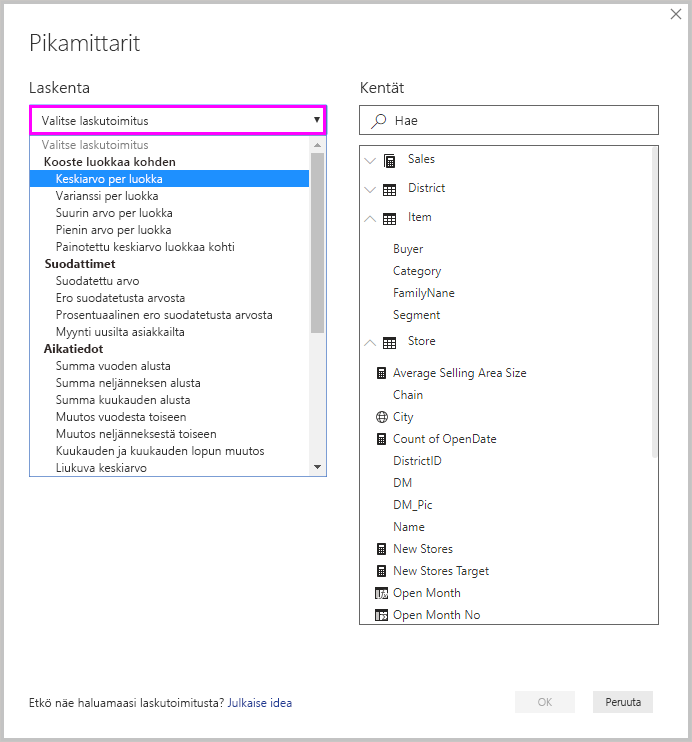 Pikamittarit
Laskenta
Valitse laskutoimitus
Valitse laskutoimitus
Kooste luokkaa kohden
Keskiarvo per luokka
Varianssi per luokka
Suurin arvo per luokka
Pienin arvo per luokka
Painotettu keskiarvo luokkaa kohti
Suodattimet
Suodatettu arvo
Ero suodatetusta arvosta
Prosentuaalinen ero suodatetusta arvosta
Myynti uusilta asiakkailta
Aikatiedot
Summa vuoden alusta
Summa neljänneksen alusta
Summa kuukauden alusta
Muutos vuodesta toiseen
Muutos neljänneksestä toiseen
Kuukauden ja kuukauden lopun muutos
Liukuva keskiarvo
Kentät
Hae
Sales
District
Item
Buyer
Category
FamilyNane
Segment
Store
Average Selling Area Size
Chain
City
Count of OpenDate
DistrictID
DM
DM_Pic
Name
New Stores
New Stores Target
Open Month
Open Month No
Etkö näe haluamaasi laskutoimitusta? Julkaise idea
OK
Peruuta